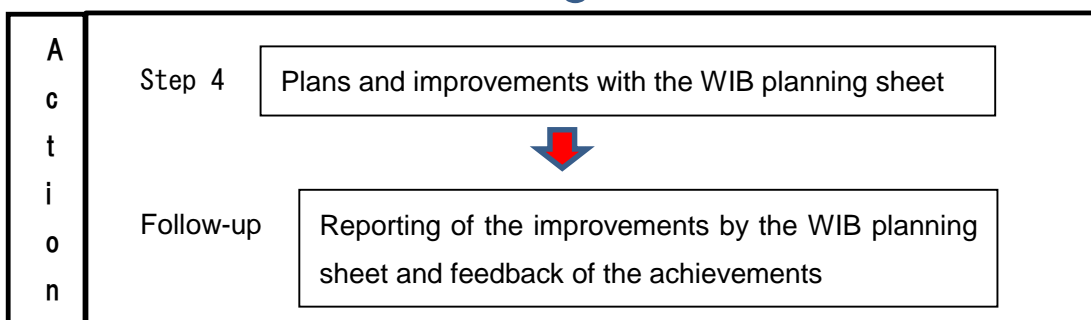 Action
Step 4 Plans and improvements with the WIB planning sheet
Follow-up Reporting of the improvements by the WIB planning
sheet and feedback of the achievements